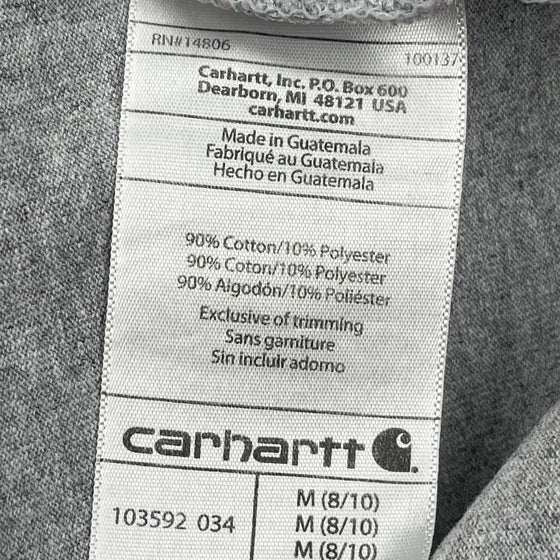 RN#14806 100137
Carhartt, Inc. P.O. Box 600
Dearborn, MI 48121 USA
carhartt.com
Made in Guatemala
Fabriqué au Guatemala
Hecho en Guatemala
90% Cotton/10% Polyester
90% Coton/10% Polyester
90% Algodón/10% Poliéster
Exclusive of trimming
Sans garniture
Sin incluir adorno
carhartt
103592 034
M (8/10)
M (8/10)
M (8/10)